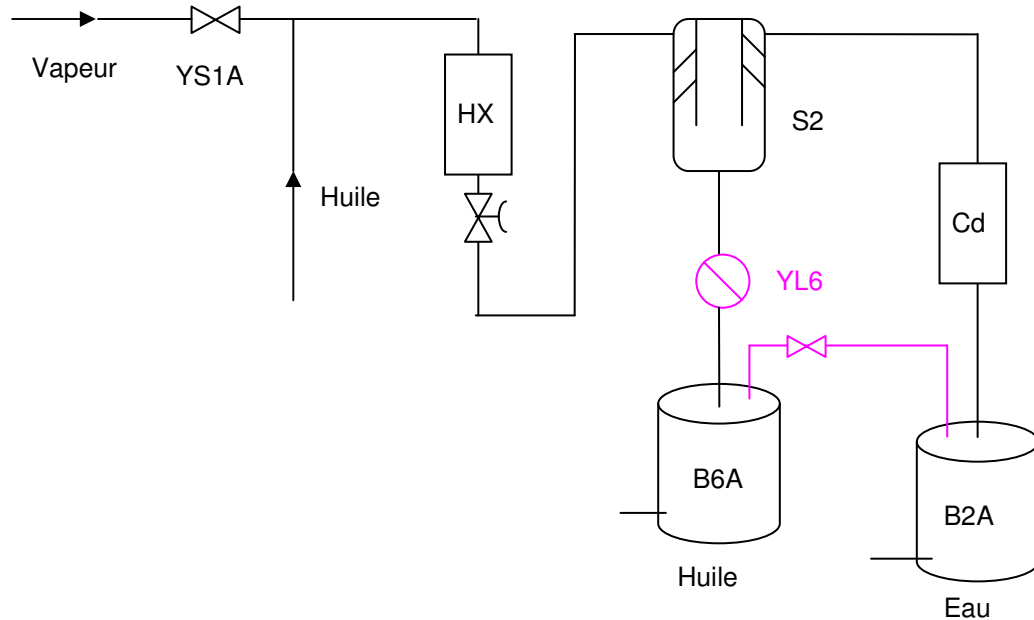 Vapeur
YS1A
HX
S2
Huile
Cd
YL6
B6A
B2A
Huile
Eau